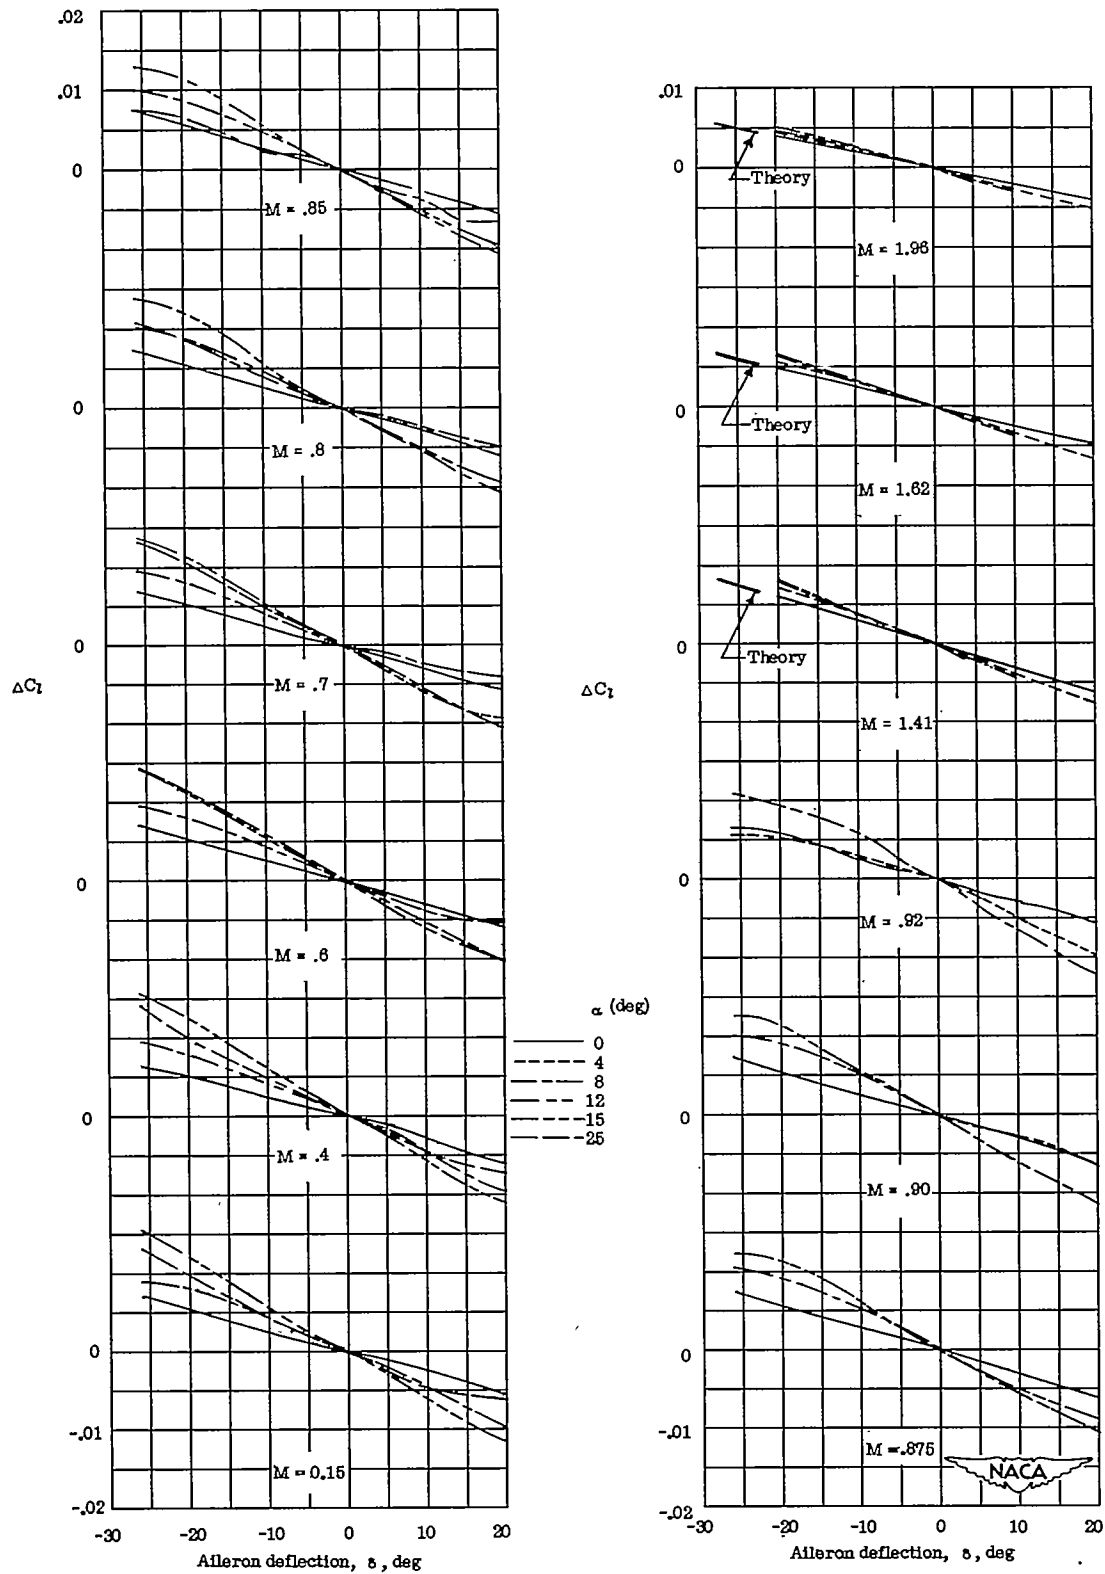 .02
.01
0
M = .85
0
M = .8
0
ΔCl
M = .7
0
M = .6
0
M = .4
0
-.01
M = 0.15
-.02
-30 -20 -10 0 10 20
Aileron deflection, δ, deg
α (deg)
0
4
8
12
15
25
.01
0
Theory
M = 1.96
0
Theory
M = 1.62
0
Theory
ΔCl
M = 1.41
0
M = .92
0
M = .90
0
-.01
M = .875
NACA
-.02
-30 -20 -10 0 10 20
Aileron deflection, δ, deg